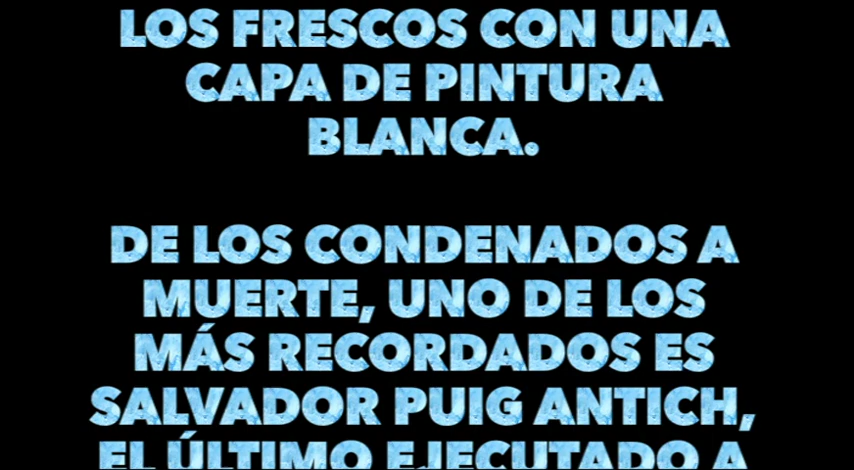 LOS FRESCOS CON UNA
CAPA DE PINTURA
BLANCA.
DE LOS CONDENADOS A
MUERTE, UNO DE LOS
MÁS RECORDADOS ES
SALVADOR PUIG ANTICH,
EL ÚLTIMO EJECUTADO A